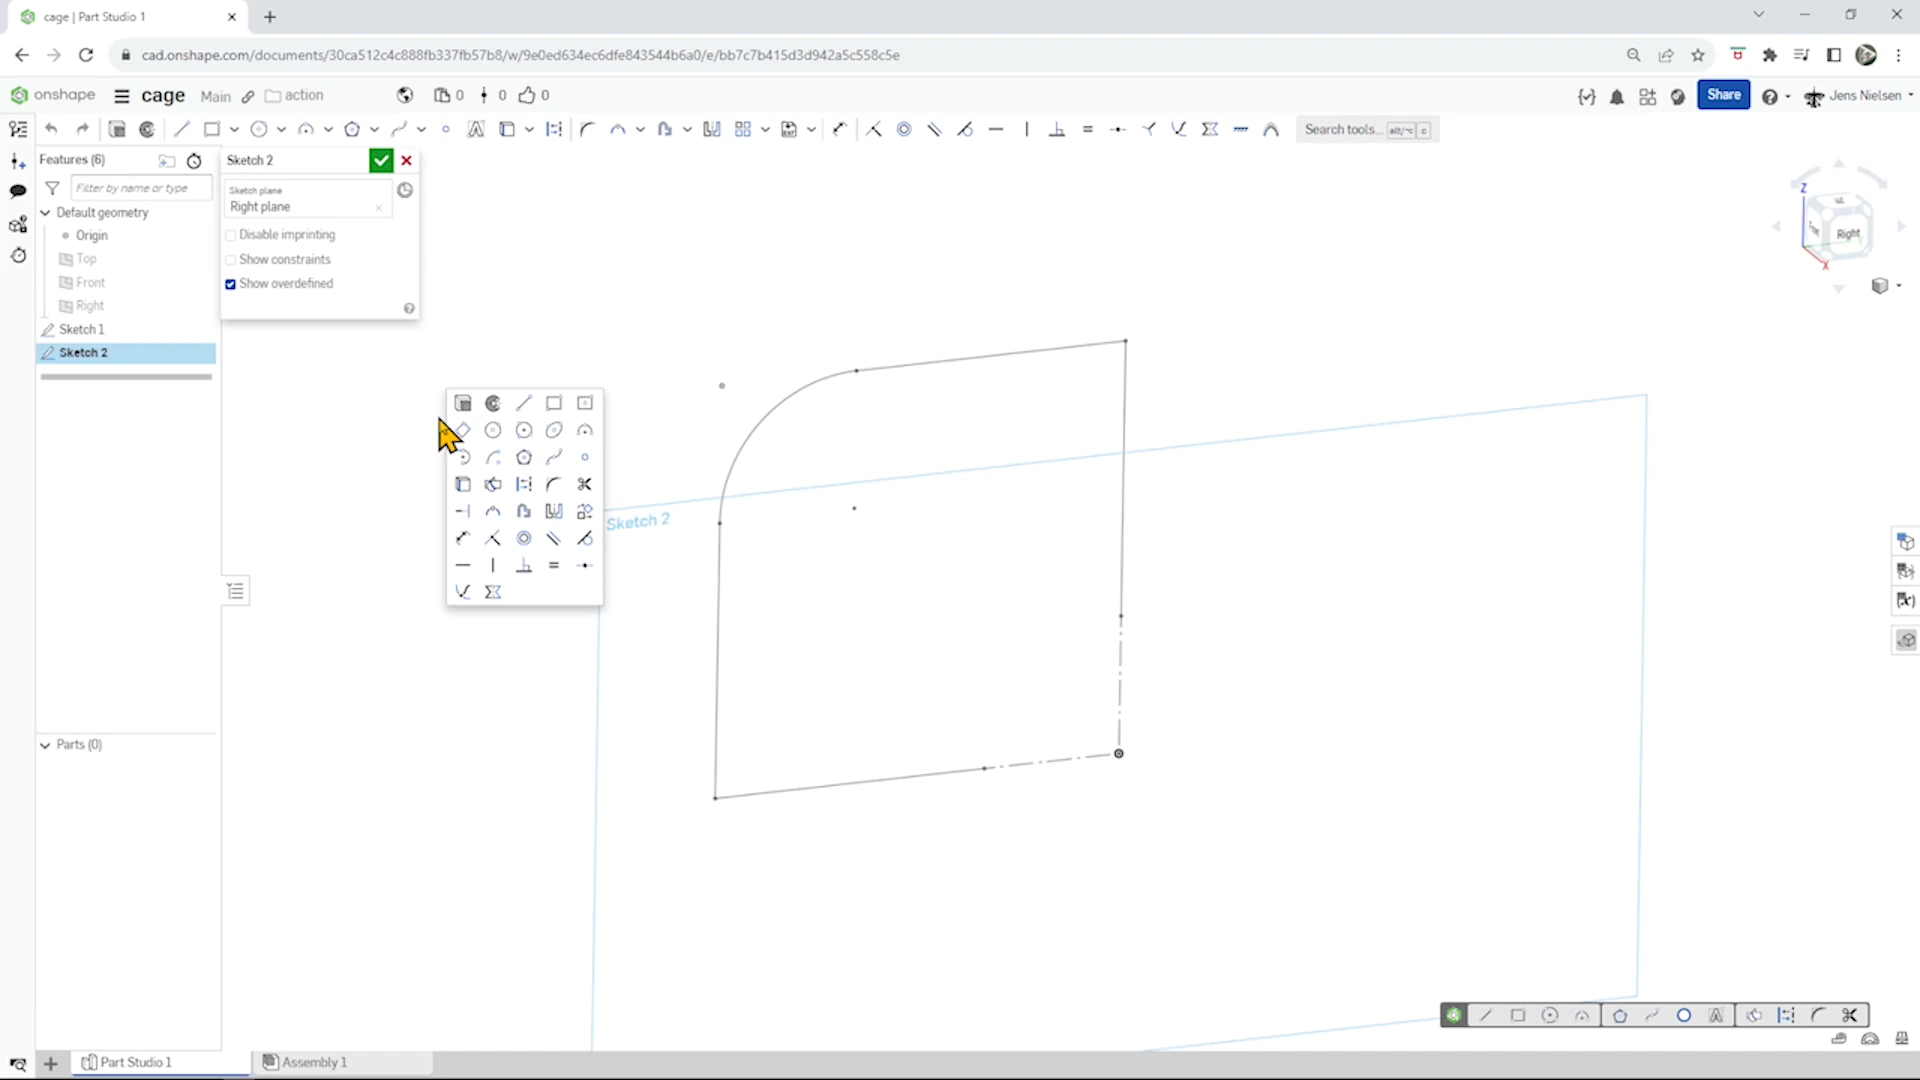 cage | Part Studio 1
cad.onshape.com/documents/30ca512c4c888fb337fb57b8/w/9e0ed634ec6dfe843544b6a0/e/bb7c7b415d3d942a5c558c5e
onshape cage Main action 0 0 0 Share Jens Nielsen
Search tools... alt/⌥ c
Features (6)
Filter by name or type
Default geometry
Origin
Top
Front
Right
Sketch 1
Sketch 2
Sketch 2
Sketch plane
Right plane
Disable imprinting
Show constraints
Show overdefined
Z
Right
X
Sketch 2
Parts (0)
Part Studio 1
Assembly 1